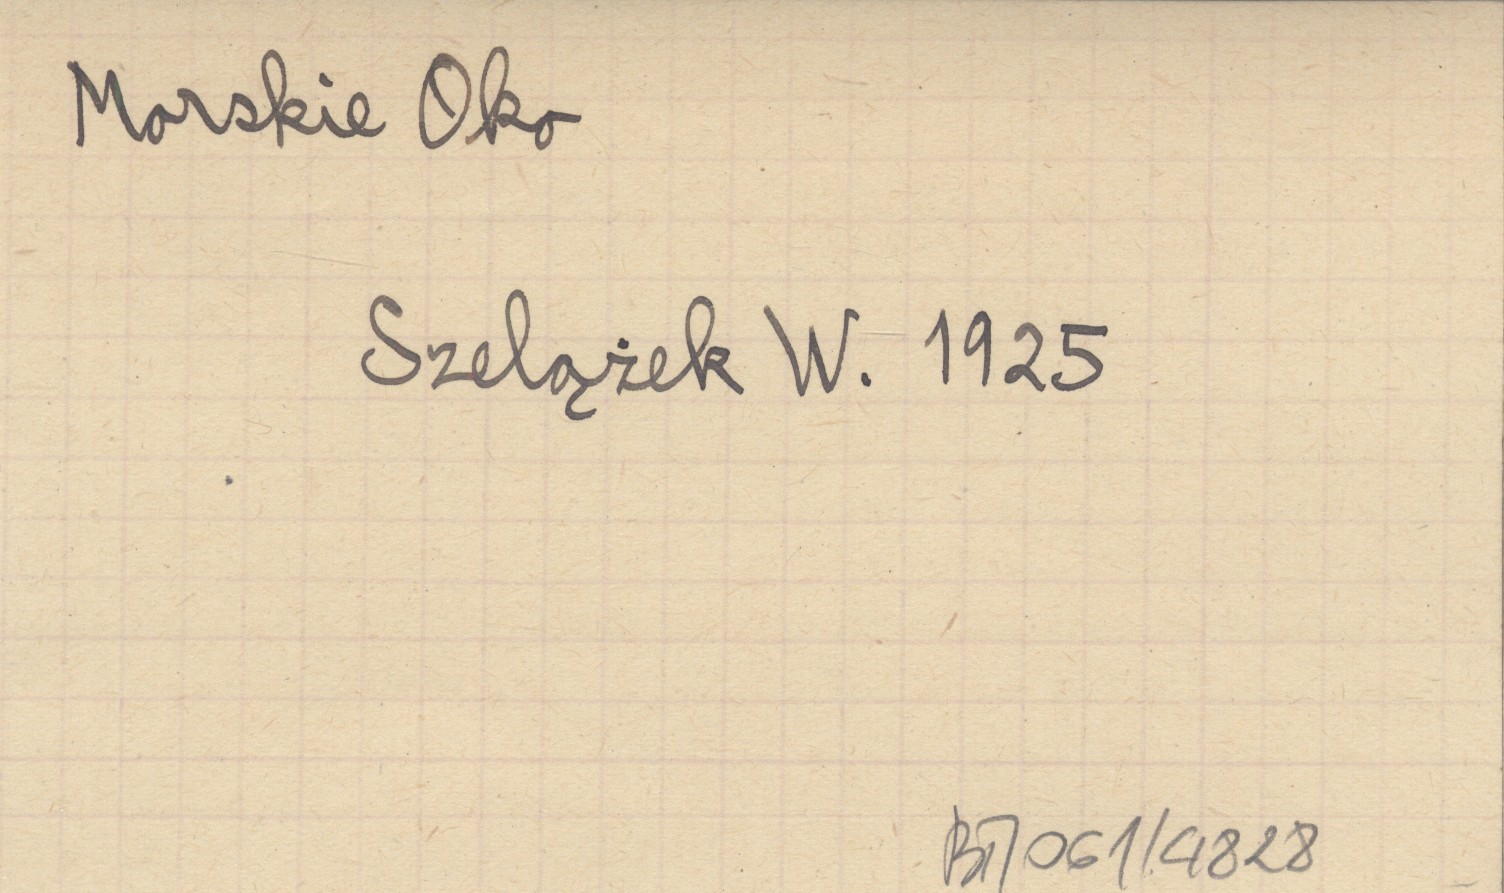 Morskie Oko
Szelążek W. 1925
BT/061/4828